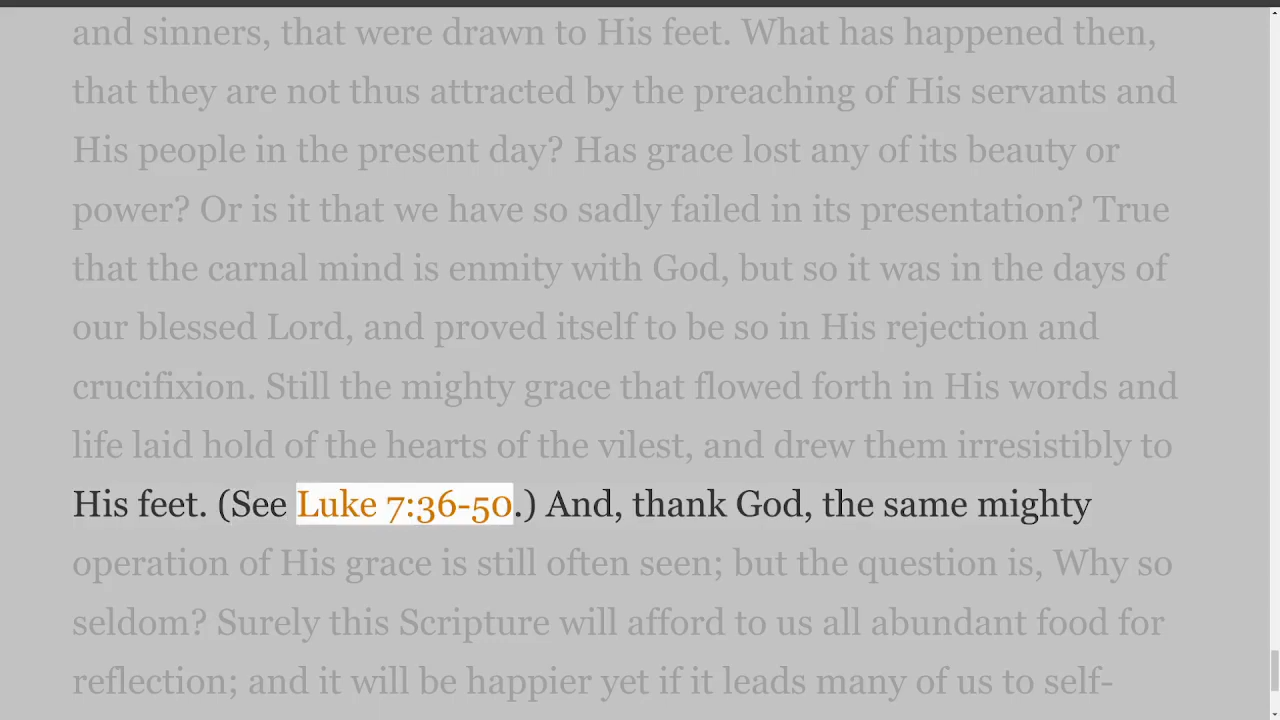 and sinners, that were drawn to His feet. What has happened then,
that they are not thus attracted by the preaching of His servants and
His people in the present day? Has grace lost any of its beauty or
power? Or is it that we have so sadly failed in its presentation? True
that the carnal mind is enmity with God, but so it was in the days of
our blessed Lord, and proved itself to be so in His rejection and
crucifixion. Still the mighty grace that flowed forth in His words and
life laid hold of the hearts of the vilest, and drew them irresistibly to
His feet. (See Luke 7:36-50.) And, thank God, the same mighty
operation of His grace is still often seen; but the question is, Why so
seldom? Surely this Scripture will afford to us all abundant food for
reflection; and it will be happier yet if it leads many of us to self-